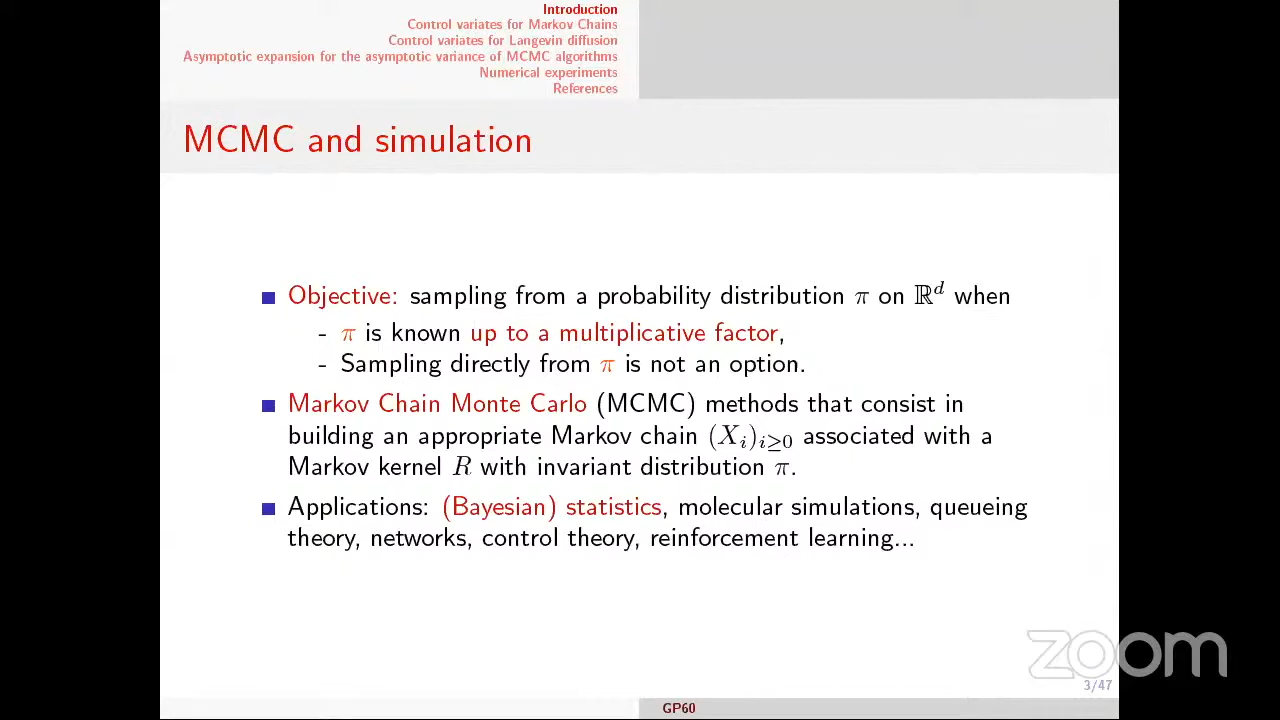 Introduction
Control variates for Markov Chains
Control variates for Langevin diffusion
Asymptotic expansion for the asymptotic variance of MCMC algorithms
Numerical experiments
References
MCMC and simulation
Objective: sampling from a probability distribution π on ℝ^d when
- π is known up to a multiplicative factor,
- Sampling directly from π is not an option.
Markov Chain Monte Carlo (MCMC) methods that consist in
building an appropriate Markov chain (X_i)_{i≥0} associated with a
Markov kernel R with invariant distribution π.
Applications: (Bayesian) statistics, molecular simulations, queueing
theory, networks, control theory, reinforcement learning...
zoom
3/47
GP60